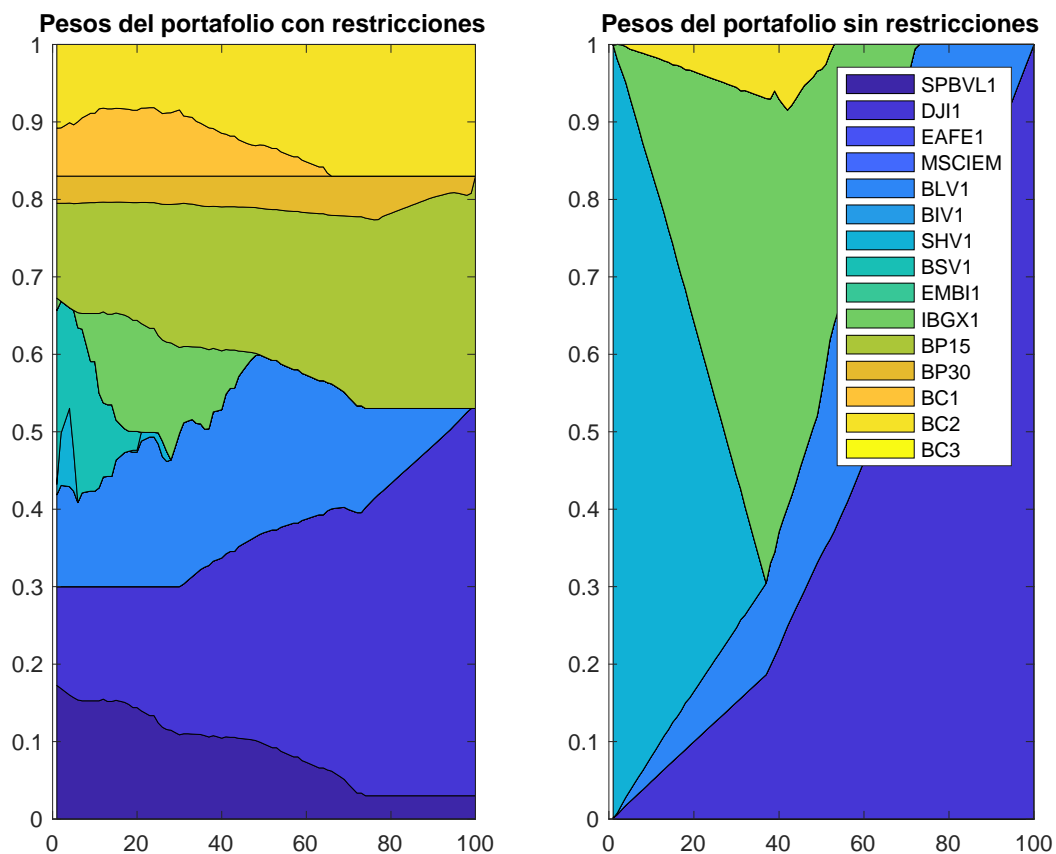 Pesos del portafolio con restricciones
1
0.9
0.8
0.7
0.6
0.5
0.4
0.3
0.2
0.1
0
0 20 40 60 80 100
Pesos del portafolio sin restricciones
1
0.9
0.8
0.7
0.6
0.5
0.4
0.3
0.2
0.1
0
0 20 40 60 80 100
SPBVL1
DJI1
EAFE1
MSCIEM
BLV1
BIV1
SHV1
BSV1
EMBI1
IBGX1
BP15
BP30
BC1
BC2
BC3